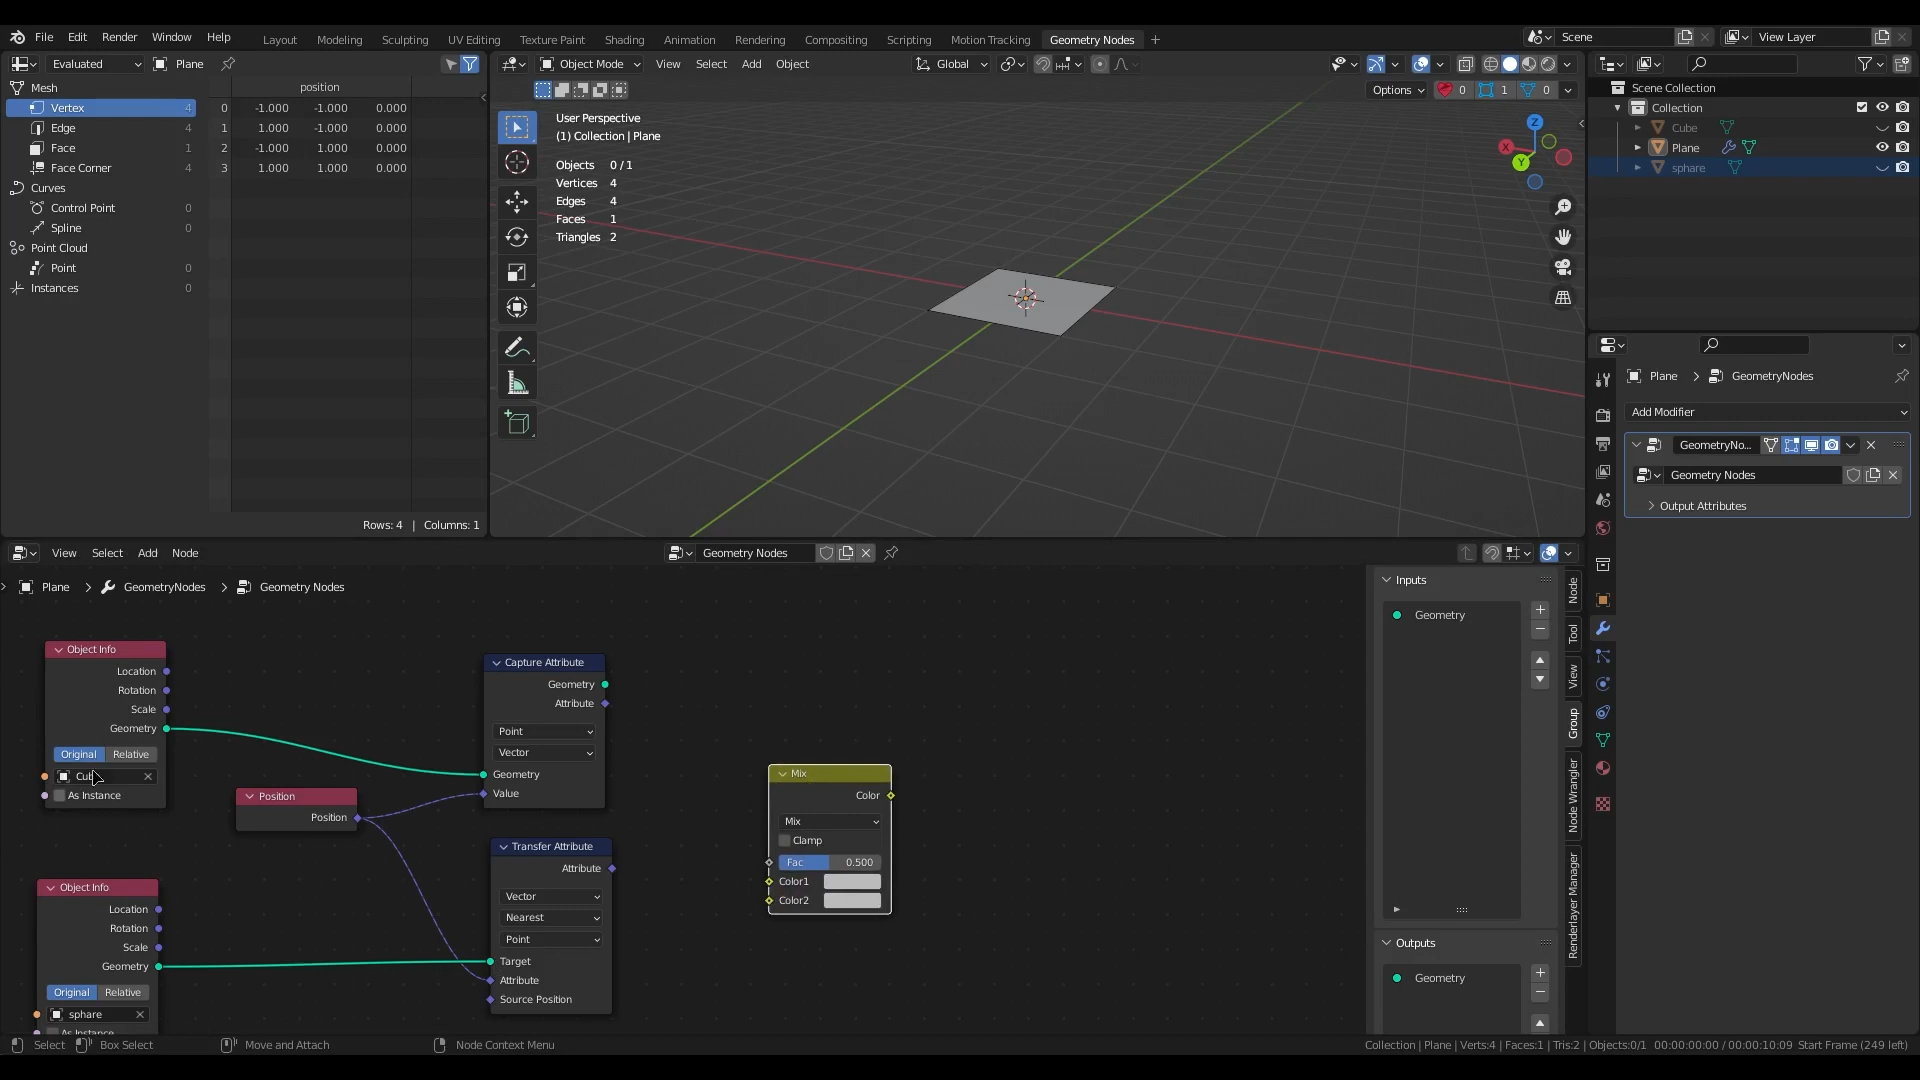 File Edit Render Window Help
Layout Modeling Sculpting UV Editing Texture Paint Shading Animation Rendering Compositing Scripting Motion Tracking Geometry Nodes +
Scene
View Layer
Evaluated Plane
Mesh
Vertex 4
Edge 4
Face 1
Face Corner 4
Curves
Control Point 0
Spline 0
Point Cloud
Point 0
Instances 0
position
0 -1.000 -1.000 0.000
1 1.000 -1.000 0.000
2 -1.000 1.000 0.000
3 1.000 1.000 0.000
Rows: 4 | Columns: 1
Object Mode View Select Add Object Global
Options 0 1 0
User Perspective
(1) Collection | Plane
Objects 0 / 1
Vertices 4
Edges 4
Faces 1
Triangles 2
Z
X
Y
Scene Collection
Collection
Cube
Plane
sphare
Plane > GeometryNodes
Add Modifier
GeometryNo...
Geometry Nodes
Output Attributes
View Select Add Node
Geometry Nodes
Plane > GeometryNodes > Geometry Nodes
Object Info
Location
Rotation
Scale
Geometry
Original Relative
As Instance
Position
Position
Object Info
Location
Rotation
Scale
Geometry
Original Relative
sphare
As Instance
Capture Attribute
Geometry
Attribute
Point
Vector
Geometry
Value
Transfer Attribute
Attribute
Vector
Nearest
Point
Target
Attribute
Source Position
Mix
Color
Mix
Clamp
Fac 0.500
Color1
Color2
Inputs
Geometry
Outputs
Geometry
Node
Tool
View
Group
Node Wrangler
Renderlayer Manager
Select Box Select Move and Attach Node Context Menu
Collection | Plane | Verts:4 | Faces:1 | Tris:2 | Objects:0/1 00:00:00:00 / 00:00:10:09 Start Frame (249 left)